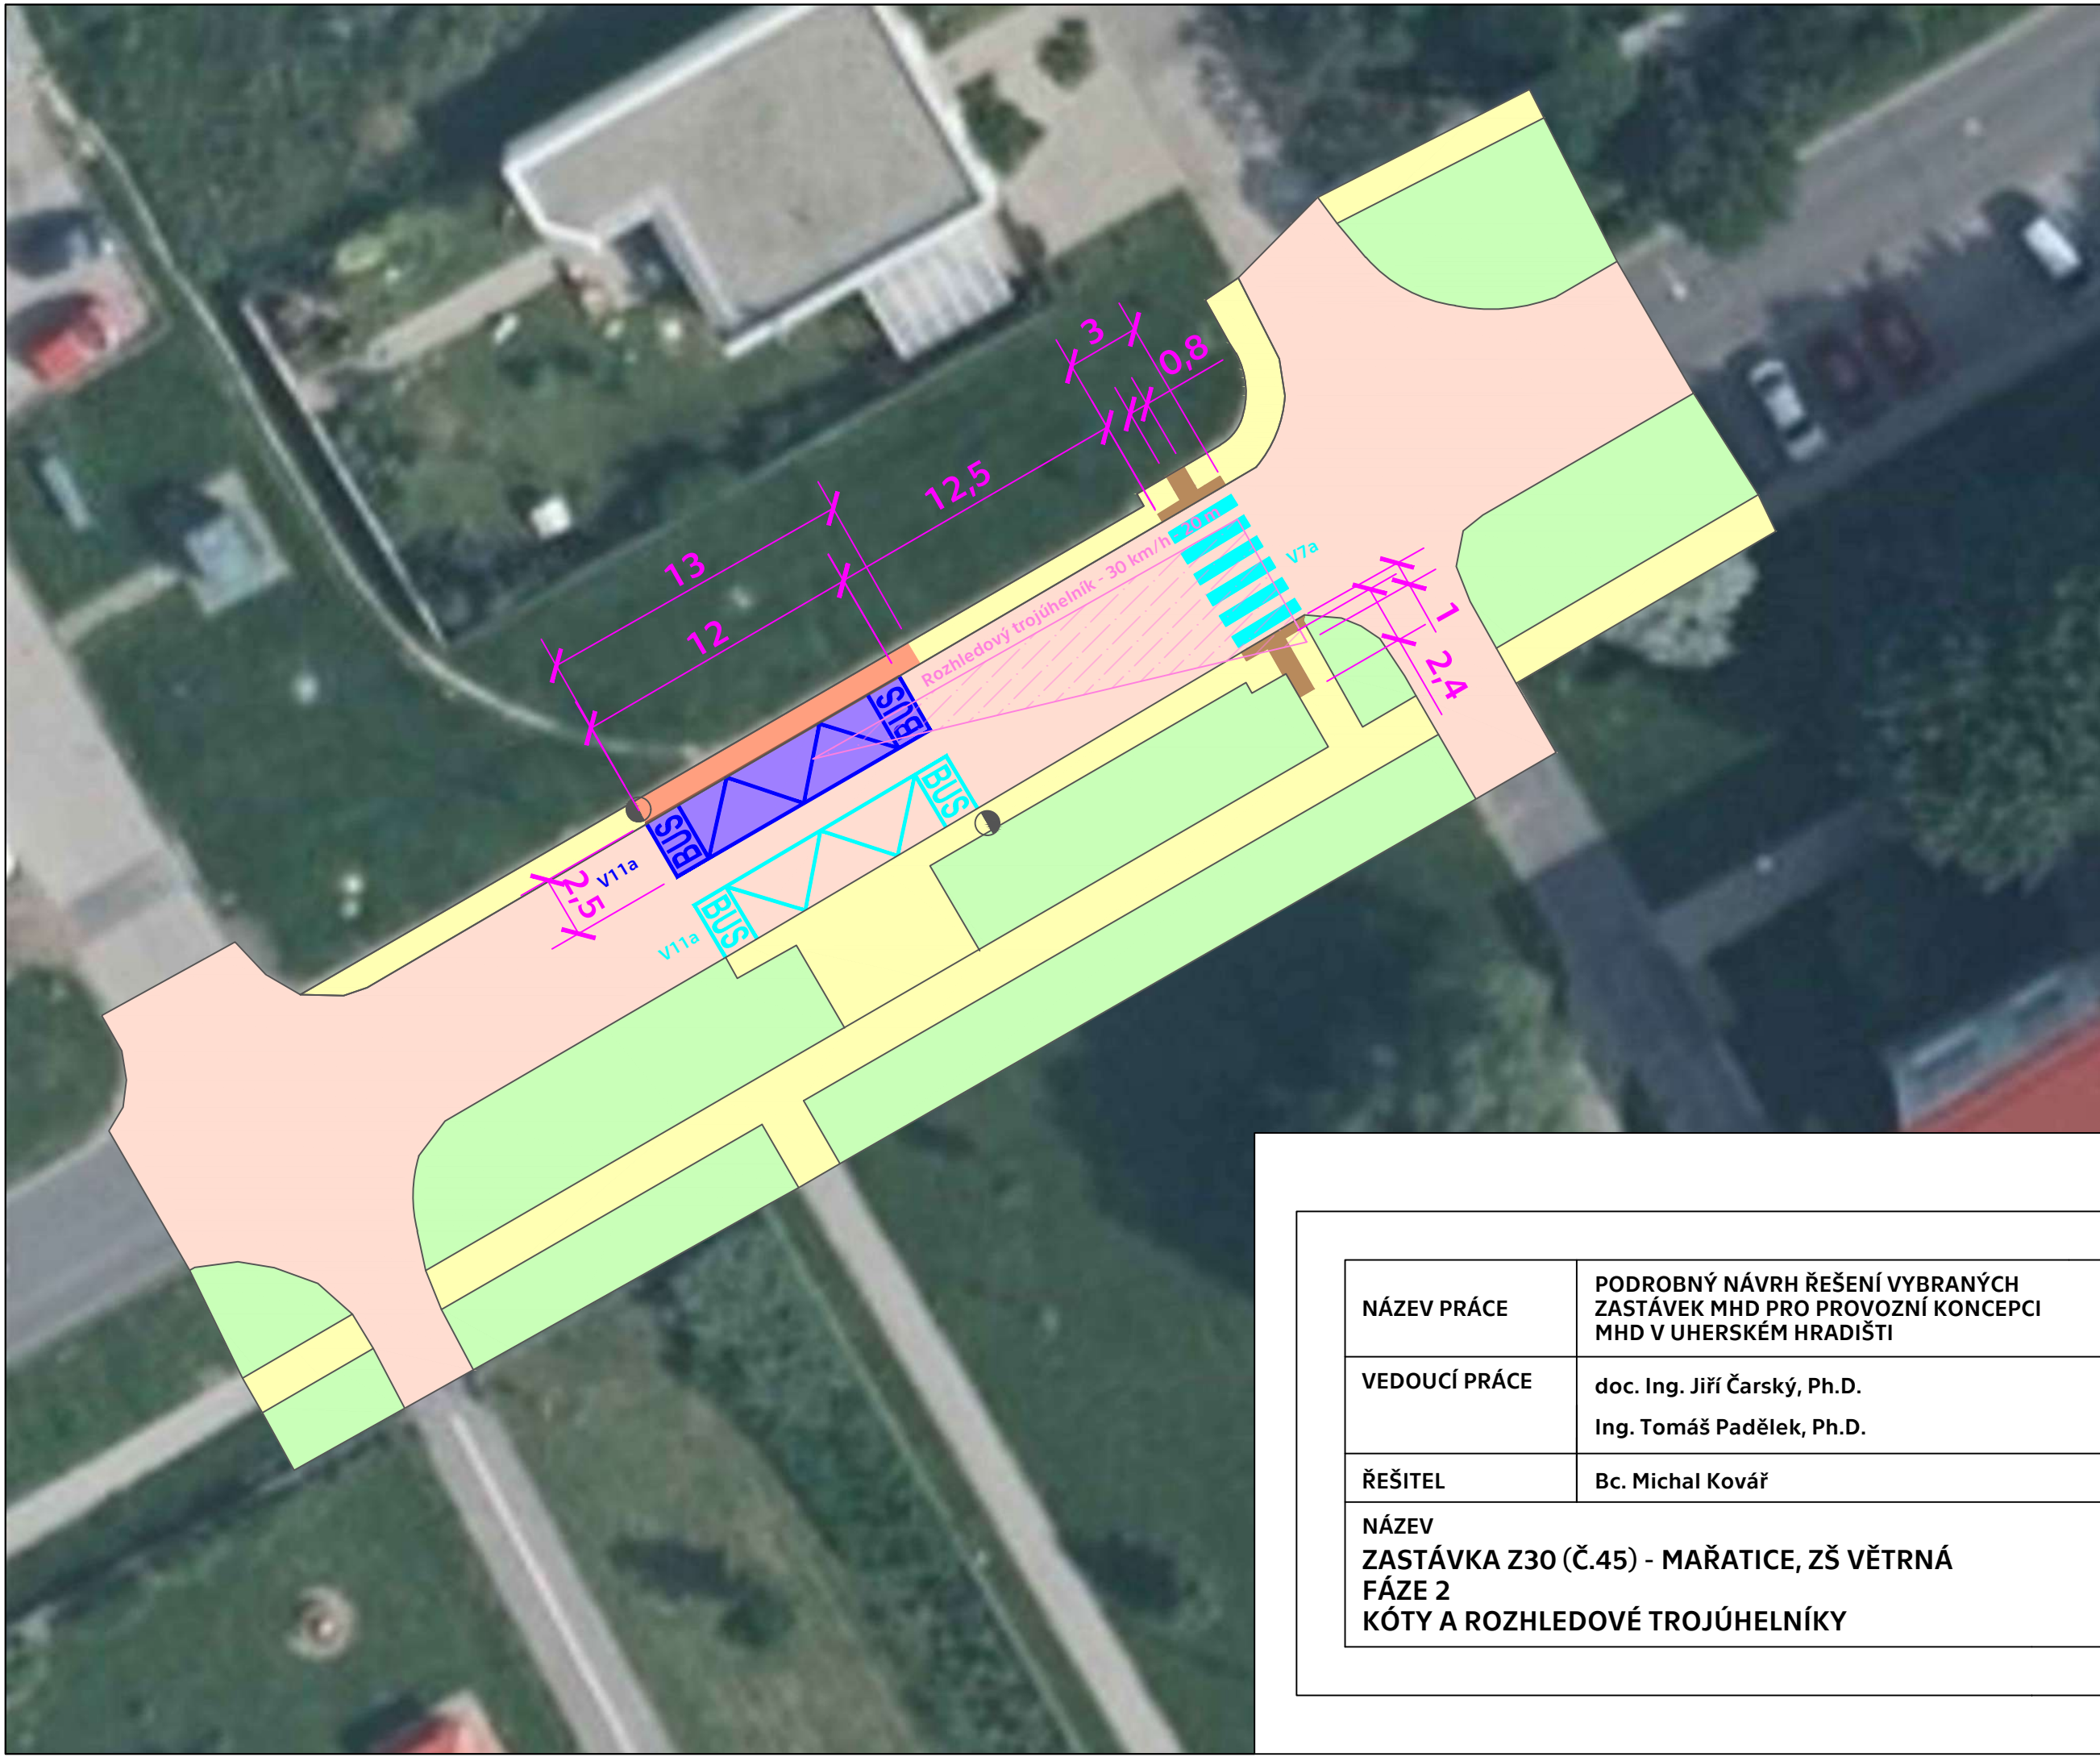 3
0,8
12,5
13
12
Rozhledový trojúhelník - 30 km/h - 20 m
V7a
1
2,4
BUS
BUS
V11a
2,5
BUS
BUS
V11a
NÁZEV PRÁCE
PODROBNÝ NÁVRH ŘEŠENÍ VYBRANÝCH
ZASTÁVEK MHD PRO PROVOZNÍ KONCEPCI
MHD V UHERSKÉM HRADIŠTI
VEDOUCÍ PRÁCE
doc. Ing. Jiří Čarský, Ph.D.
Ing. Tomáš Padělek, Ph.D.
ŘEŠITEL
Bc. Michal Kovář
NÁZEV
ZASTÁVKA Z30 (Č.45) - MAŘATICE, ZŠ VĚTRNÁ
FÁZE 2
KÓTY A ROZHLEDOVÉ TROJÚHELNÍKY